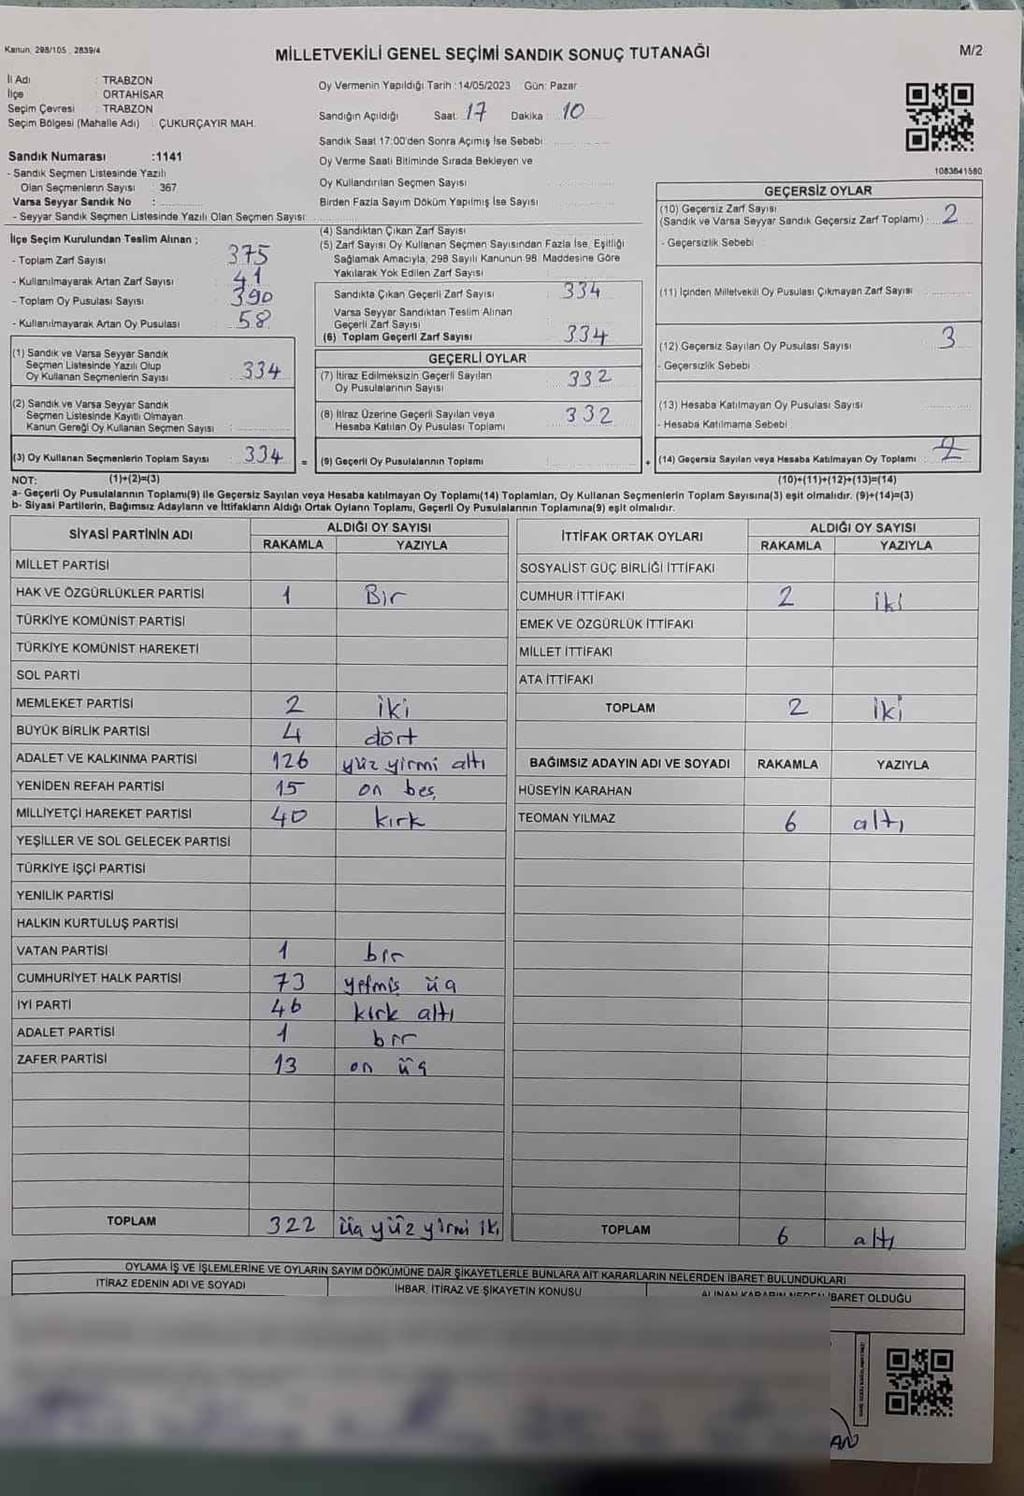 Kanun, 298/105 , 2839/4
MİLLETVEKİLİ GENEL SEÇİMİ SANDIK SONUÇ TUTANAĞI
M/2
İl Adı : TRABZON
İlçe : ORTAHİSAR
Seçim Çevresi : TRABZON
Seçim Bölgesi (Mahalle Adı) : ÇUKURÇAYIR MAH.
Sandık Numarası :1141
- Sandık Seçmen Listesinde Yazılı
Olan Seçmenlerin Sayısı : 367
Varsa Seyyar Sandık No :
- Seyyar Sandık Seçmen Listesinde Yazılı Olan Seçmen Sayısı:
Oy Vermenin Yapıldığı Tarih :14/05/2023 Gün: Pazar
Sandığın Açıldığı Saat: 17 Dakika : 10
Sandık Saat 17:00'den Sonra Açımış İse Sebebi
Oy Verme Saati Bitiminde Sırada Bekleyen ve
Oy Kullandırılan Seçmen Sayısı
Birden Fazla Sayım Döküm Yapılmış İse Sayısı
1083641580
İlçe Seçim Kurulundan Teslim Alınan ;
- Toplam Zarf Sayısı 375
- Kullanılmayarak Artan Zarf Sayısı 41
- Toplam Oy Pusulası Sayısı 390
- Kullanılmayarak Artan Oy Pusulası 58
(1) Sandık ve Varsa Seyyar Sandık
Seçmen Listesinde Yazılı Olup
Oy Kullanan Seçmenlerin Sayısı 334
(2) Sandık ve Varsa Seyyar Sandık
Seçmen Listesinde Kayıtlı Olmayan
Kanun Gereği Oy Kullanan Seçmen Sayısı :
(3) Oy Kullanan Seçmenlerin Toplam Sayısı 334 =
(4) Sandıktan Çıkan Zarf Sayısı
(5) Zarf Sayısı Oy Kullanan Seçmen Sayısından Fazla İse, Eşitliği
Sağlamak Amacıyla, 298 Sayılı Kanunun 98. Maddesine Göre
Yakılarak Yok Edilen Zarf Sayısı
Sandıkta Çıkan Geçerli Zarf Sayısı 334
Varsa Seyyar Sandıktan Teslim Alınan
Geçerli Zarf Sayısı
(6) Toplam Geçerli Zarf Sayısı 334
GEÇERLİ OYLAR
(7) İtiraz Edilmeksizin Geçerli Sayılan
Oy Pusulalarının Sayısı 332
(8) İtiraz Üzerine Geçerli Sayılan veya
Hesaba Katılan Oy Pusulası Toplamı 332
(9) Geçerli Oy Pusulalarının Toplamı +
GEÇERSİZ OYLAR
(10) Geçersiz Zarf Sayısı
(Sandık ve Varsa Seyyar Sandık Geçersiz Zarf Toplamı) : 2
- Geçersizlik Sebebi
(11) İçinden Milletvekili Oy Pusulası Çıkmayan Zarf Sayısı
(12) Geçersiz Sayılan Oy Pusulası Sayısı 3
- Geçersizlik Sebebi
(13) Hesaba Katılmayan Oy Pusulası Sayısı
- Hesaba Katılmama Sebebi
(14) Geçersiz Sayılan veya Hesaba Katılmayan Oy Toplamı : 2
NOT: (1)+(2)=(3) (10)+(11)+(12)+(13)=(14)
a- Geçerli Oy Pusulalarının Toplamı(9) ile Geçersiz Sayılan veya Hesaba katılmayan Oy Toplamı(14) Toplamları, Oy Kullanan Seçmenlerin Toplam Sayısına(3) eşit olmalıdır. (9)+(14)=(3)
b- Siyasi Partilerin, Bağımsız Adayların ve İttifakların Aldığı Ortak Oyların Toplamı, Geçerli Oy Pusulalarının Toplamına(9) eşit olmalıdır.
SİYASİ PARTİNİN ADI ALDIĞI OY SAYISI
RAKAMLA YAZIYLA
MİLLET PARTİSİ
HAK VE ÖZGÜRLÜKLER PARTİSİ 1 Bir
TÜRKİYE KOMÜNİST PARTİSİ
TÜRKİYE KOMÜNİST HAREKETİ
SOL PARTİ
MEMLEKET PARTİSİ 2 iki
BÜYÜK BİRLİK PARTİSİ 4 dört
ADALET VE KALKINMA PARTİSİ 126 yüz yirmi altı
YENİDEN REFAH PARTİSİ 15 on beş
MİLLİYETÇİ HAREKET PARTİSİ 40 kırk
YEŞİLLER VE SOL GELECEK PARTİSİ
TÜRKİYE İŞÇİ PARTİSİ
YENİLİK PARTİSİ
HALKIN KURTULUŞ PARTİSİ
VATAN PARTİSİ 1 bir
CUMHURİYET HALK PARTİSİ 73 yetmiş üç
İYİ PARTİ 46 kırk altı
ADALET PARTİSİ 1 bir
ZAFER PARTİSİ 13 on üç
TOPLAM 322 üç yüz yirmi iki
İTTİFAK ORTAK OYLARI ALDIĞI OY SAYISI
RAKAMLA YAZIYLA
SOSYALİST GÜÇ BİRLİĞİ İTTİFAKI
CUMHUR İTTİFAKI 2 iki
EMEK VE ÖZGÜRLÜK İTTİFAKI
MİLLET İTTİFAKI
ATA İTTİFAKI
TOPLAM 2 iki
BAĞIMSIZ ADAYIN ADI VE SOYADI RAKAMLA YAZIYLA
HÜSEYİN KARAHAN
TEOMAN YILMAZ 6 altı
TOPLAM 6 altı
OYLAMA İŞ VE İŞLEMLERİNE VE OYLARIN SAYIM DÖKÜMÜNE DAİR ŞİKAYETLERLE BUNLARA AİT KARARLARIN NELERDEN İBARET BULUNDUKLARI
İTİRAZ EDENİN ADI VE SOYADI İHBAR, İTİRAZ VE ŞİKAYETİN KONUSU ALINAN KARARIN NEDEN İBARET OLDUĞU